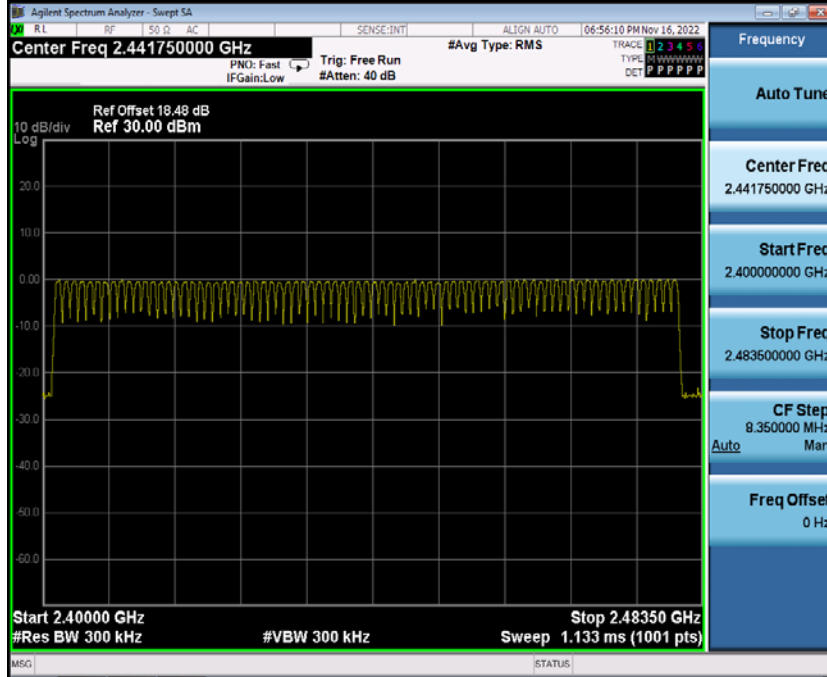 Agilent Spectrum Analyzer - Swept SA
RL RF 50 Ω AC SENSE:INT ALIGN AUTO 06:56:10 PM Nov 16, 2022
Center Freq 2.441750000 GHz
PNO: Fast
IFGain:Low
Trig: Free Run
#Atten: 40 dB
#Avg Type: RMS
TRACE 1 2 3 4 5 6
TYPE M WWWWW
DET P P P P P P
Ref Offset 18.48 dB
10 dB/div Ref 30.00 dBm
Log
20.0
10.0
0.00
-10.0
-20.0
-30.0
-40.0
-50.0
-60.0
Start 2.40000 GHz Stop 2.48350 GHz
#Res BW 300 kHz #VBW 300 kHz Sweep 1.133 ms (1001 pts)
MSG STATUS
Frequency
Auto Tune
Center Freq
2.441750000 GHz
Start Freq
2.400000000 GHz
Stop Freq
2.483500000 GHz
CF Step
8.350000 MHz
Auto Man
Freq Offset
0 Hz